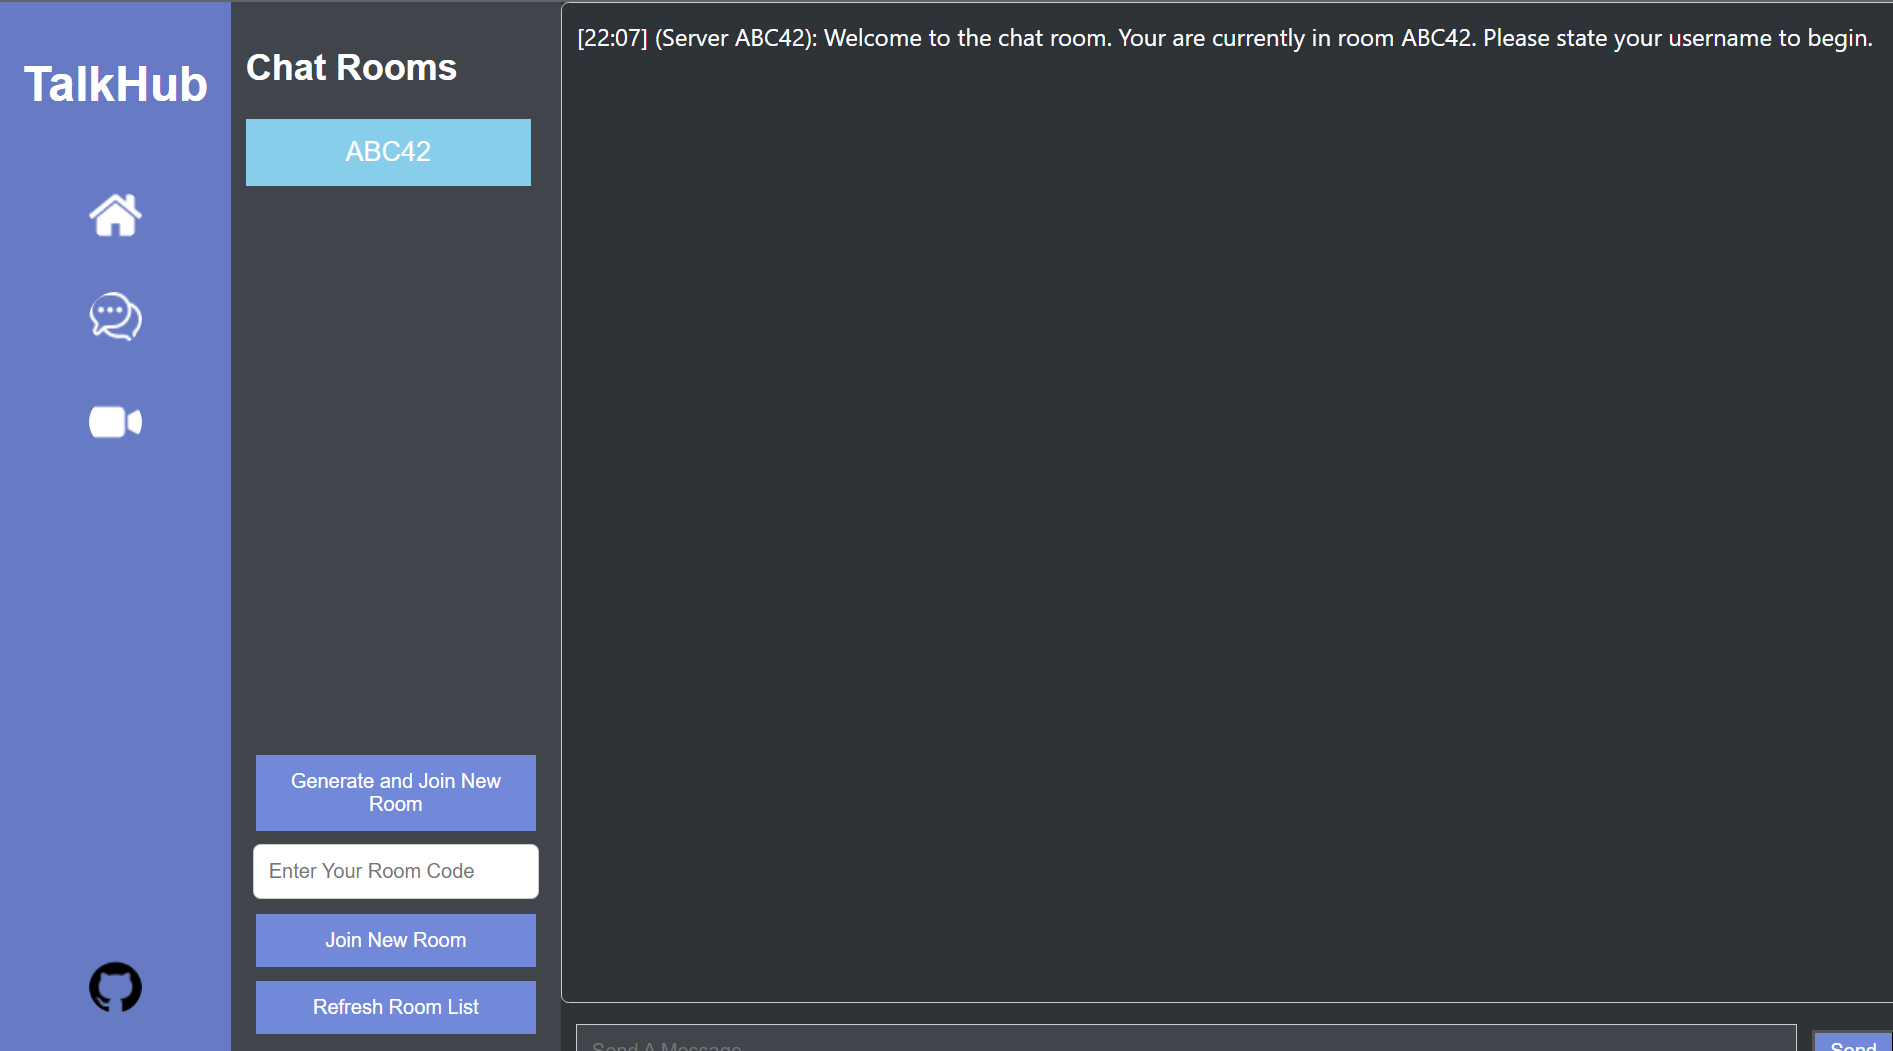 TalkHub
Chat Rooms
ABC42
Generate and Join New
Room
Enter Your Room Code
Join New Room
Refresh Room List
[22:07] (Server ABC42): Welcome to the chat room. Your are currently in room ABC42. Please state your username to begin.
Send A Message
Send